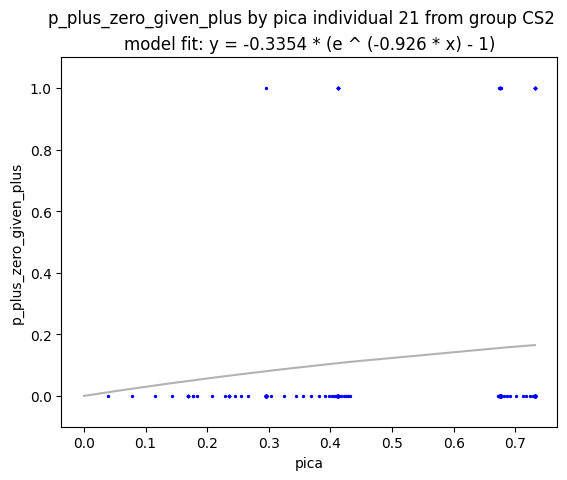 p_plus_zero_given_plus by pica individual 21 from group CS2
model fit: y = -0.3354 * (e ^ (-0.926 * x) - 1)
1.0
0.8
0.6
0.4
0.2
0.0
p_plus_zero_given_plus
0.0 0.1 0.2 0.3 0.4 0.5 0.6 0.7
pica